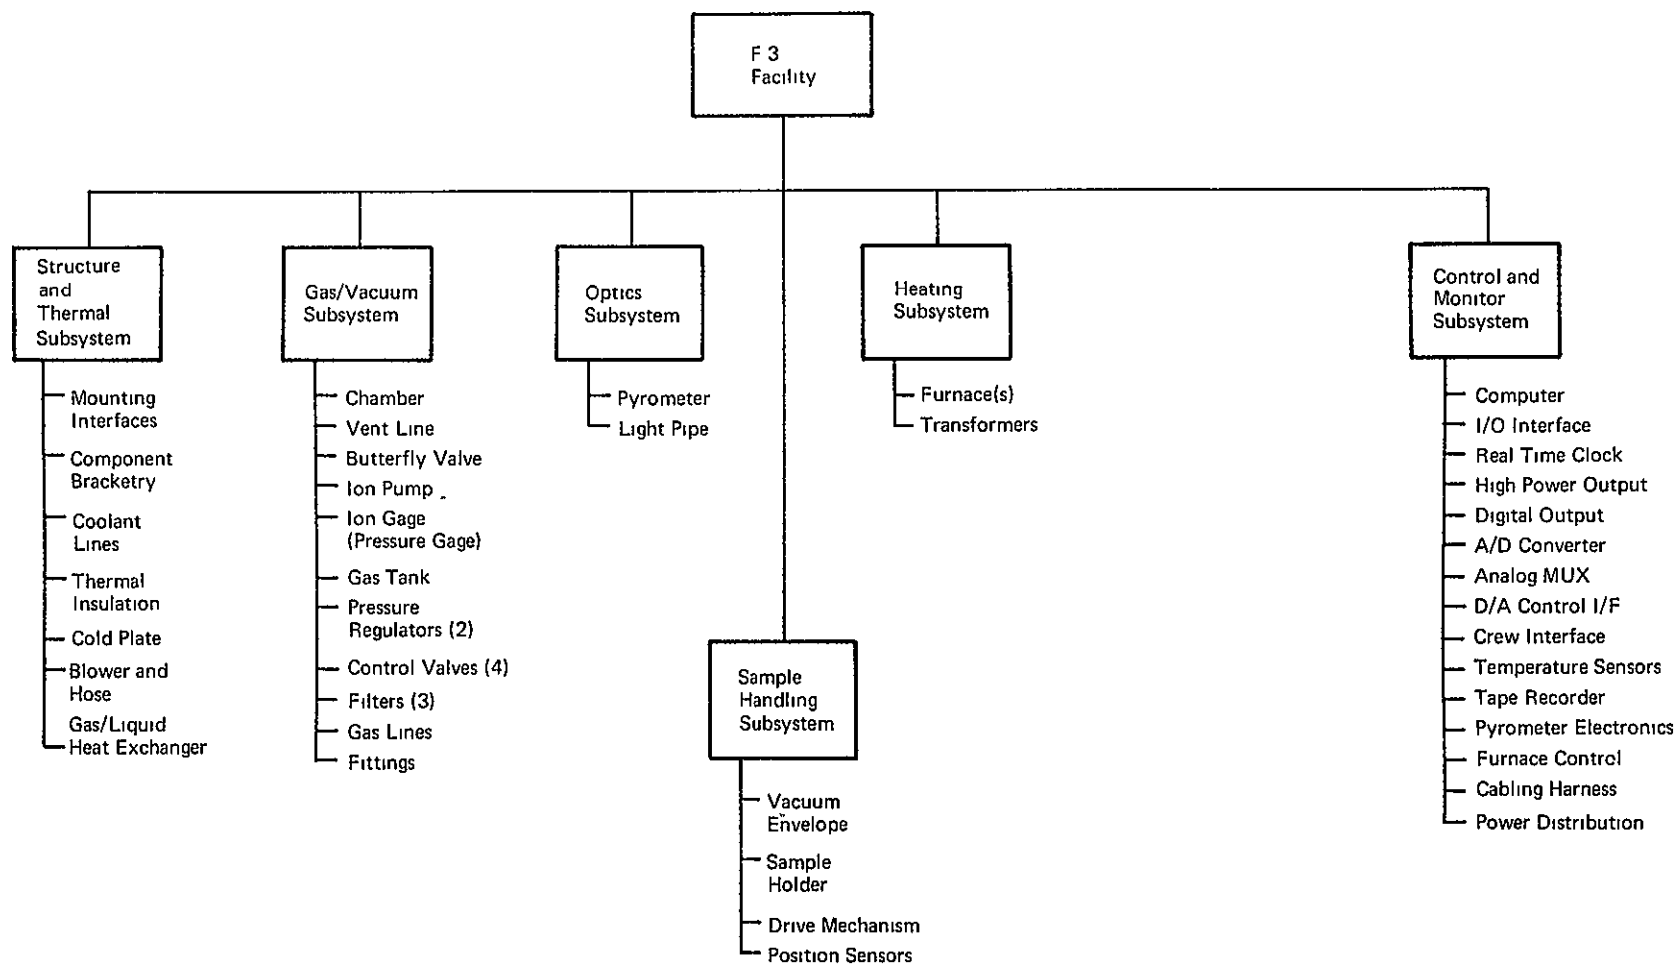 F 3
Facility
Structure
and
Thermal
Subsystem
Mounting
Interfaces
Component
Bracketry
Coolant
Lines
Thermal
Insulation
Cold Plate
Blower and
Hose
Gas/Liquid
Heat Exchanger
Gas/Vacuum
Subsystem
Chamber
Vent Line
Butterfly Valve
Ion Pump
Ion Gage
(Pressure Gage)
Gas Tank
Pressure
Regulators (2)
Control Valves (4)
Filters (3)
Gas Lines
Fittings
Optics
Subsystem
Pyrometer
Light Pipe
Sample
Handling
Subsystem
Vacuum
Envelope
Sample
Holder
Drive Mechanism
Position Sensors
Heating
Subsystem
Furnace(s)
Transformers
Control and
Monitor
Subsystem
Computer
I/O Interface
Real Time Clock
High Power Output
Digital Output
A/D Converter
Analog MUX
D/A Control I/F
Crew Interface
Temperature Sensors
Tape Recorder
Pyrometer Electronics
Furnace Control
Cabling Harness
Power Distribution